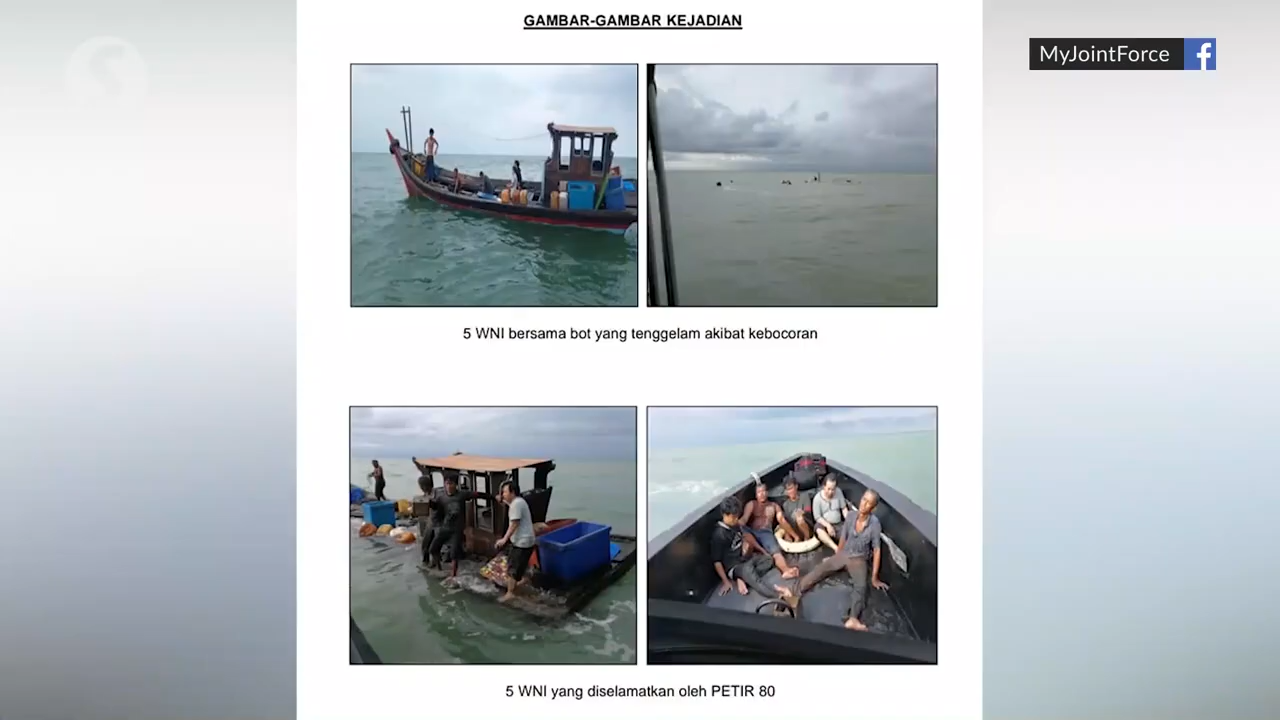 GAMBAR-GAMBAR KEJADIAN
MyJointForce f
5 WNI bersama bot yang tenggelam akibat kebocoran
5 WNI yang diselamatkan oleh PETIR 80